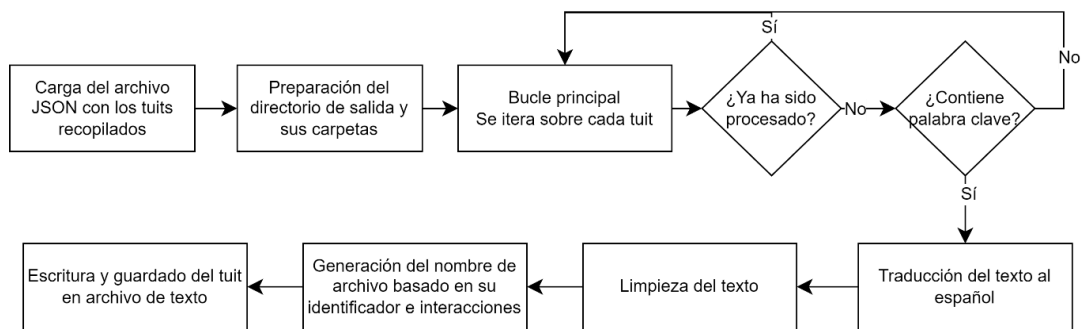 Carga del archivo
JSON con los tuits
recopilados
Preparación del
directorio de salida y
sus carpetas
Bucle principal
Se itera sobre cada tuit
Sí
¿Ya ha sido
procesado?
No
¿Contiene
palabra clave?
No
Sí
Traducción del texto al
español
Limpieza del texto
Generación del nombre de
archivo basado en su
identificador e interacciones
Escritura y guardado del tuit
en archivo de texto